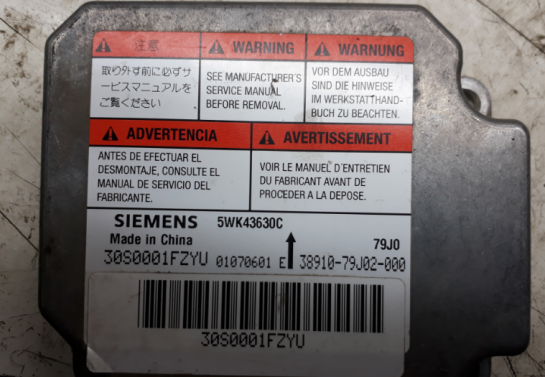 注意
取り外す前に必ずサ
ービスマニュアルを
ご覧ください
WARNING
SEE MANUFACTURER'S
SERVICE MANUAL
BEFORE REMOVAL.
WARNUNG
VOR DEM AUSBAU
SIND DIE HINWEISE
IM WERKSTATTHAND-
BUCH ZU BEACHTEN.
ADVERTENCIA
ANTES DE EFECTUAR EL
DESMONTAJE, CONSULTE EL
MANUAL DE SERVICIO DEL
FABRICANTE.
AVERTISSEMENT
VOIR LE MANUEL D'ENTRETIEN
DU FABRICANT AVANT DE
PROCEDER A LA DEPOSE.
SIEMENS 5WK43630C
Made in China 79J0
30S0001FZYU 01070601 E 38910-79J02-000
30S0001FZYU